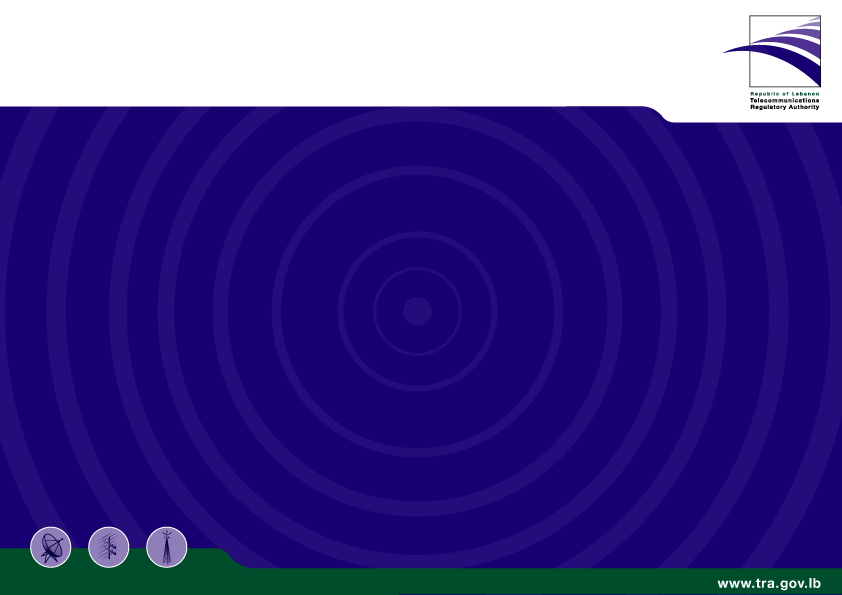 Republic of Lebanon
Telecommunications
Regulatory Authority
www.tra.gov.lb